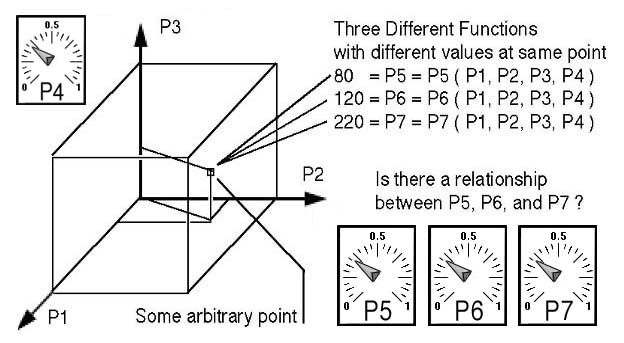 0.5
0 1
P4
P3
Three Different Functions
with different values at same point
80 = P5 = P5 ( P1, P2, P3, P4 )
120 = P6 = P6 ( P1, P2, P3, P4 )
220 = P7 = P7 ( P1, P2, P3, P4 )
P2
Is there a relationship
between P5, P6, and P7 ?
0.5
0 1
P5
0.5
0 1
P6
0.5
0 1
P7
P1
Some arbitrary point